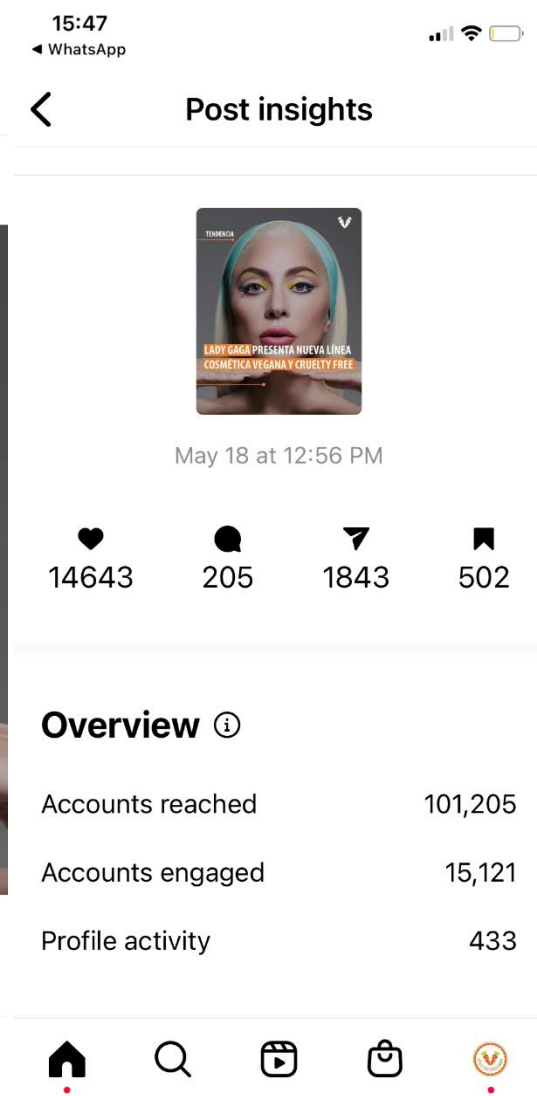 15:47
◀ WhatsApp
Post insights
TENDENCIA
LADY GAGA PRESENTA NUEVA LÍNEA
COSMÉTICA VEGANA Y CRUELTY FREE
May 18 at 12:56 PM
14643 205 1843 502
Overview
Accounts reached 101,205
Accounts engaged 15,121
Profile activity 433